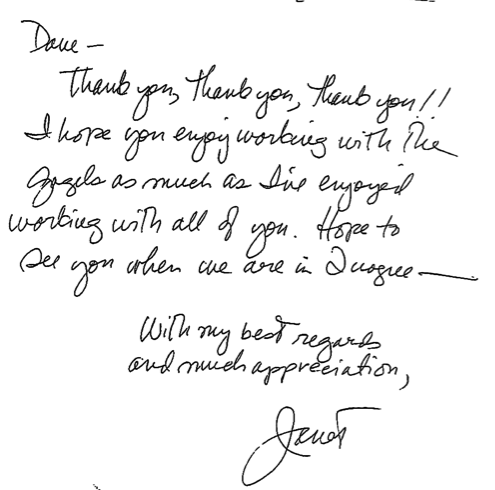 Dave —
Thank you, Thank you, Thank you!!
I hope you enjoy working with the
as much as I've enjoyed
working with all of you. Hope to
see you when we are in
With my best regards
and much appreciation,
Janet